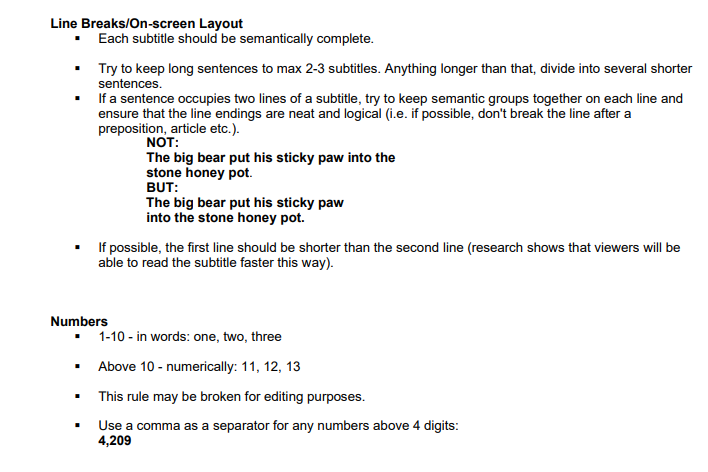 Line Breaks/On-screen Layout
▪ Each subtitle should be semantically complete.
▪ Try to keep long sentences to max 2-3 subtitles. Anything longer than that, divide into several shorter
sentences.
▪ If a sentence occupies two lines of a subtitle, try to keep semantic groups together on each line and
ensure that the line endings are neat and logical (i.e. if possible, don't break the line after a
preposition, article etc.).
NOT:
The big bear put his sticky paw into the
stone honey pot.
BUT:
The big bear put his sticky paw
into the stone honey pot.
▪ If possible, the first line should be shorter than the second line (research shows that viewers will be
able to read the subtitle faster this way).
Numbers
▪ 1-10 - in words: one, two, three
▪ Above 10 - numerically: 11, 12, 13
▪ This rule may be broken for editing purposes.
▪ Use a comma as a separator for any numbers above 4 digits:
4,209